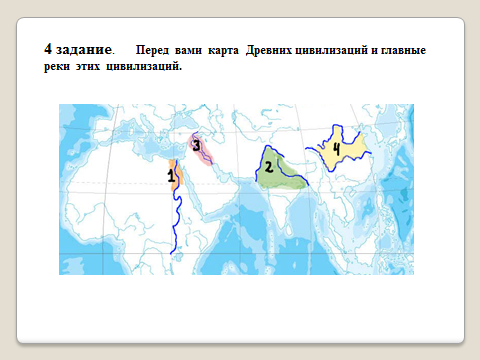 4 задание. Перед вами карта Древних цивилизаций и главные
реки этих цивилизаций.
3
1
2
4